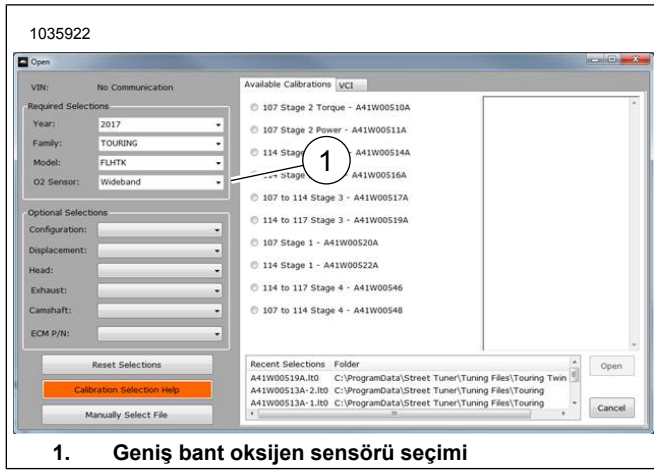 1035922
Open
VIN: No Communication
Required Selections
Year: 2017
Family: TOURING
Model: FLHTK
O2 Sensor: Wideband
Optional Selections
Configuration:
Displacement:
Head:
Exhaust:
Camshaft:
ECM P/N:
Reset Selections
Calibration Selection Help
Manually Select File
Available Calibrations VCI
107 Stage 2 Torque - A41W00510A
107 Stage 2 Power - A41W00511A
114 Stage A41W00514A
114 Stage A41W00516A
107 to 114 Stage 3 - A41W00517A
114 to 117 Stage 3 - A41W00519A
107 Stage 1 - A41W00520A
114 Stage 1 - A41W00522A
114 to 117 Stage 4 - A41W00546
107 to 114 Stage 4 - A41W00548
1
Recent Selections Folder
A41W00519A.lt0 C:\ProgramData\Street Tuner\Tuning Files\Touring Twin
A41W00513A-2.lt0 C:\ProgramData\Street Tuner\Tuning Files\Touring
A41W00513A-1.lt0 C:\ProgramData\Street Tuner\Tuning Files\Touring
Open
Cancel
1. Geniş bant oksijen sensörü seçimi